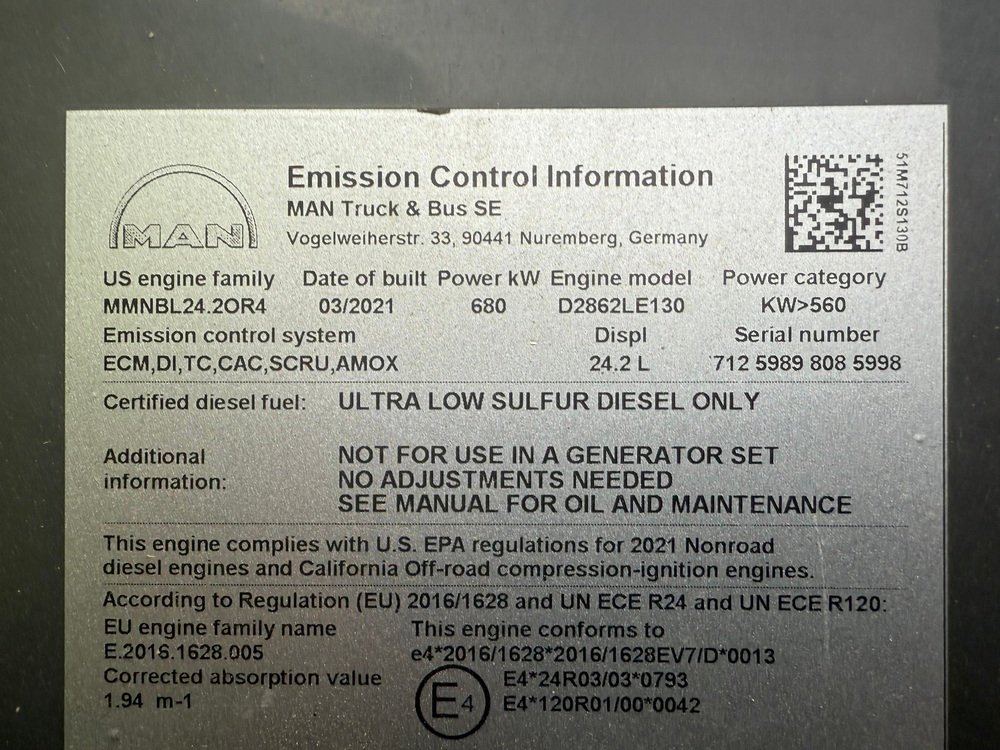 MAN
Emission Control Information
MAN Truck & Bus SE
Vogelweiherstr. 33, 90441 Nuremberg, Germany
51M712S130B
US engine family Date of built Power kW Engine model Power category
MMNBL24.2OR4 03/2021 680 D2862LE130 KW>560
Emission control system Displ Serial number
ECM,DI,TC,CAC,SCRU,AMOX 24.2 L 712 5989 808 5998
Certified diesel fuel: ULTRA LOW SULFUR DIESEL ONLY
Additional NOT FOR USE IN A GENERATOR SET
information: NO ADJUSTMENTS NEEDED
SEE MANUAL FOR OIL AND MAINTENANCE
This engine complies with U.S. EPA regulations for 2021 Nonroad
diesel engines and California Off-road compression-ignition engines.
According to Regulation (EU) 2016/1628 and UN ECE R24 and UN ECE R120:
EU engine family name This engine conforms to
E.2016.1628.005 e4*2016/1628*2016/1628EV7/D*0013
Corrected absorption value E4*24R03/03*0793
1.94 m-1 E4 E4*120R01/00*0042